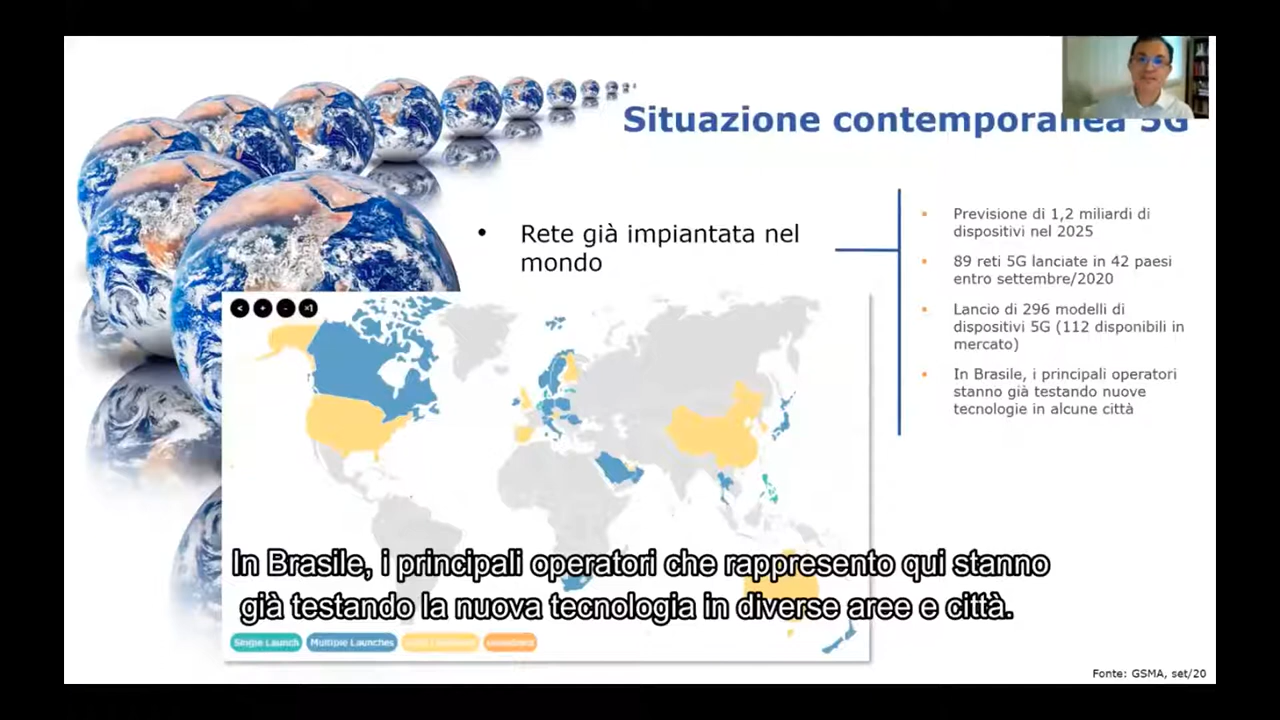 Situazione contemporanea 5G
• Rete già impiantata nel
mondo
▪ Previsione di 1,2 miliardi di
dispositivi nel 2025
▪ 89 reti 5G lanciate in 42 paesi
entro settembre/2020
▪ Lancio di 296 modelli di
dispositivi 5G (112 disponibili in
mercato)
▪ In Brasile, i principali operatori
stanno già testando nuove
tecnologie in alcune città
< + - x1
In Brasile, i principali operatori che rappresento qui stanno
già testando la nuova tecnologia in diverse aree e città.
Single Launch Multiple Launches
Fonte: GSMA, set/20